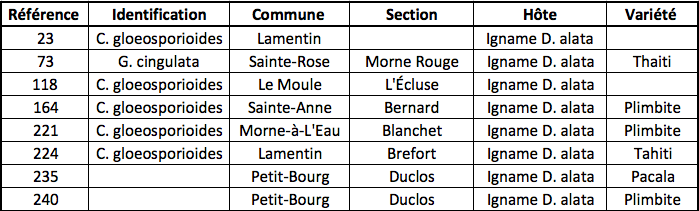 Référence Identification Commune Section Hôte Variété
23 C. gloeosporioides Lamentin Igname D. alata
73 G. cingulata Sainte-Rose Morne Rouge Igname D. alata Thaiti
118 C. gloeosporioides Le Moule L'Écluse Igname D. alata
164 C. gloeosporioides Sainte-Anne Bernard Igname D. alata Plimbite
221 C. gloeosporioides Morne-à-L'Eau Blanchet Igname D. alata Plimbite
224 C. gloeosporioides Lamentin Brefort Igname D. alata Tahiti
235 Petit-Bourg Duclos Igname D. alata Pacala
240 Petit-Bourg Duclos Igname D. alata Plimbite